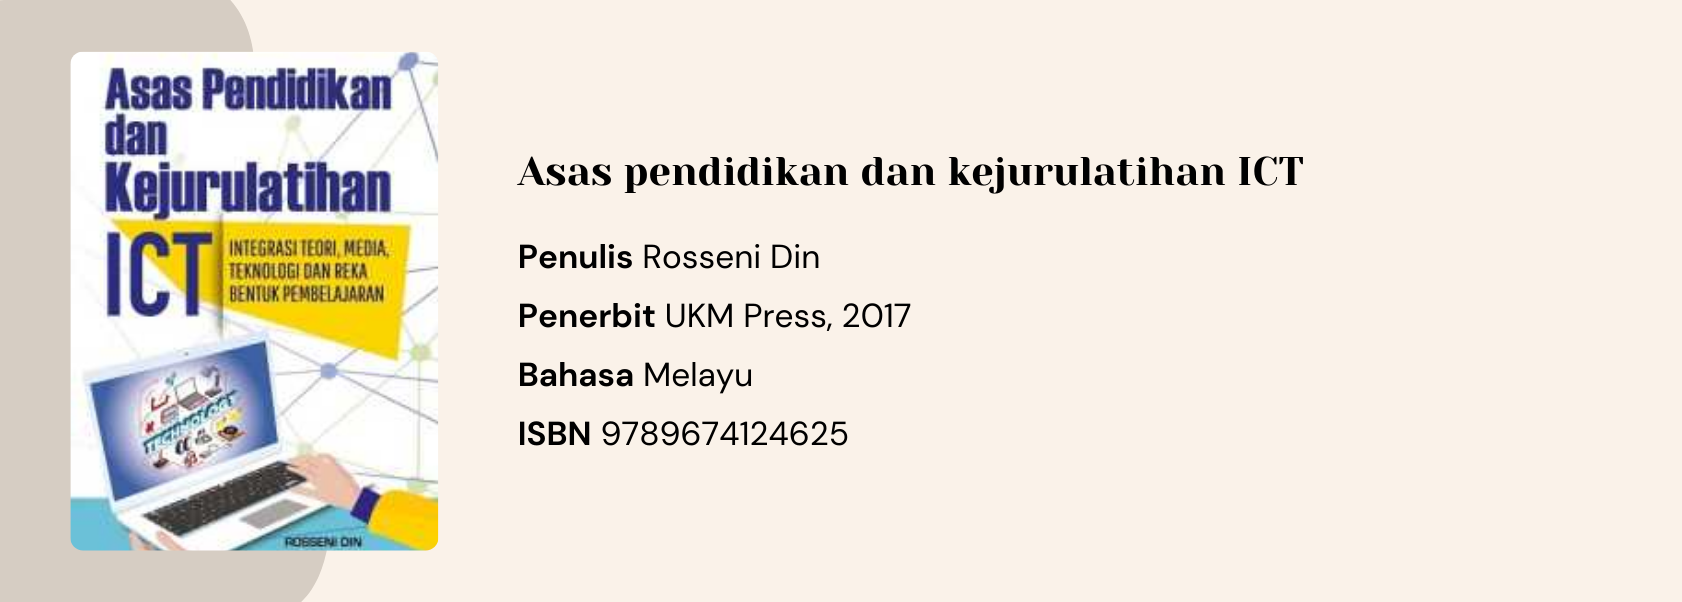 Asas Pendidikan
dan
Kejurulatihan
ICT
INTEGRASI TEORI, MEDIA,
TEKNOLOGI DAN REKA
BENTUK PEMBELAJARAN
TECHNOLOGY
ROSSENI DIN
Asas pendidikan dan kejurulatihan ICT
Penulis Rosseni Din
Penerbit UKM Press, 2017
Bahasa Melayu
ISBN 9789674124625